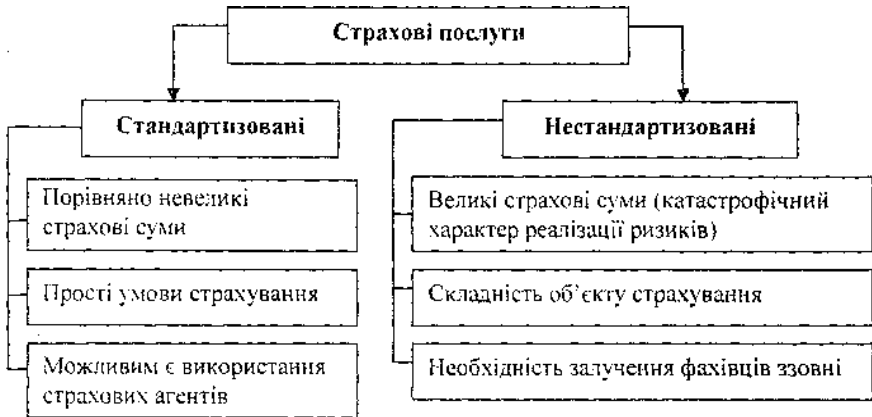 Страхові послуги
Стандартизовані
Порівняно невеликі
страхові суми
Прості умови страхування
Можливим є використання
страхових агентів
Нестандартизовані
Великі страхові суми (катастрофічний
характер реалізації ризиків)
Складність об’єкту страхування
Необхідність залучення фахівців ззовні